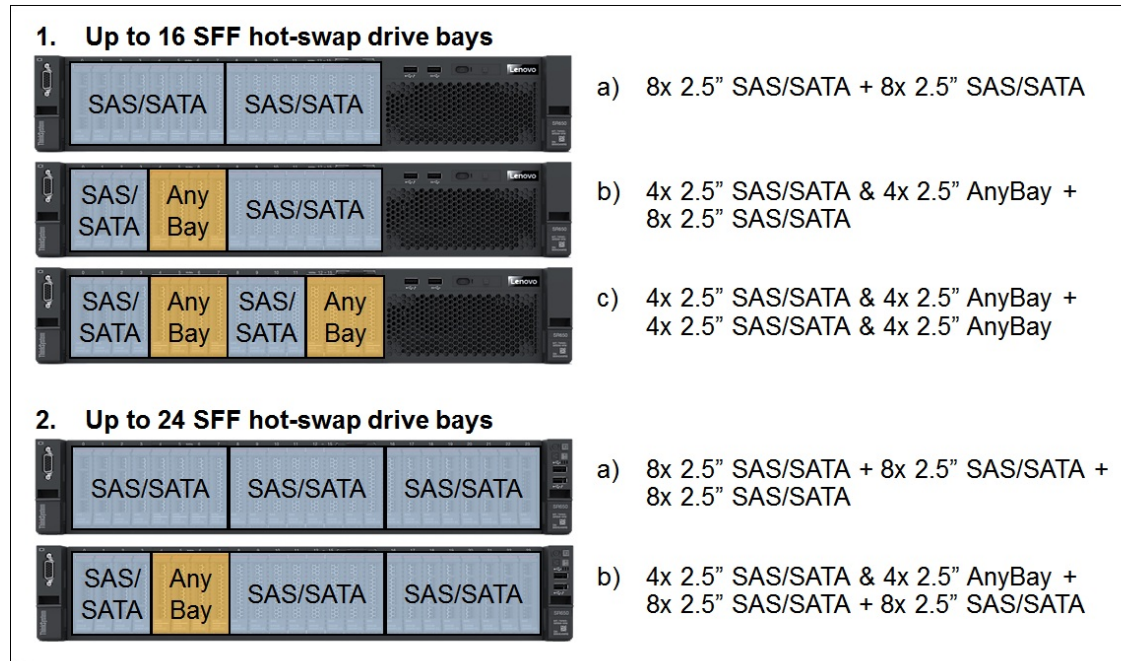 1. Up to 16 SFF hot-swap drive bays
SAS/SATA SAS/SATA
Lenovo
a) 8x 2.5” SAS/SATA + 8x 2.5” SAS/SATA
SAS/
SATA
Any
Bay
SAS/SATA
Lenovo
b) 4x 2.5” SAS/SATA & 4x 2.5” AnyBay +
8x 2.5” SAS/SATA
SAS/
SATA
Any
Bay
SAS/
SATA
Any
Bay
Lenovo
c) 4x 2.5” SAS/SATA & 4x 2.5” AnyBay +
4x 2.5” SAS/SATA & 4x 2.5” AnyBay
2. Up to 24 SFF hot-swap drive bays
SAS/SATA SAS/SATA SAS/SATA
a) 8x 2.5” SAS/SATA + 8x 2.5” SAS/SATA +
8x 2.5” SAS/SATA
SAS/
SATA
Any
Bay
SAS/SATA SAS/SATA
b) 4x 2.5” SAS/SATA & 4x 2.5” AnyBay +
8x 2.5” SAS/SATA + 8x 2.5” SAS/SATA